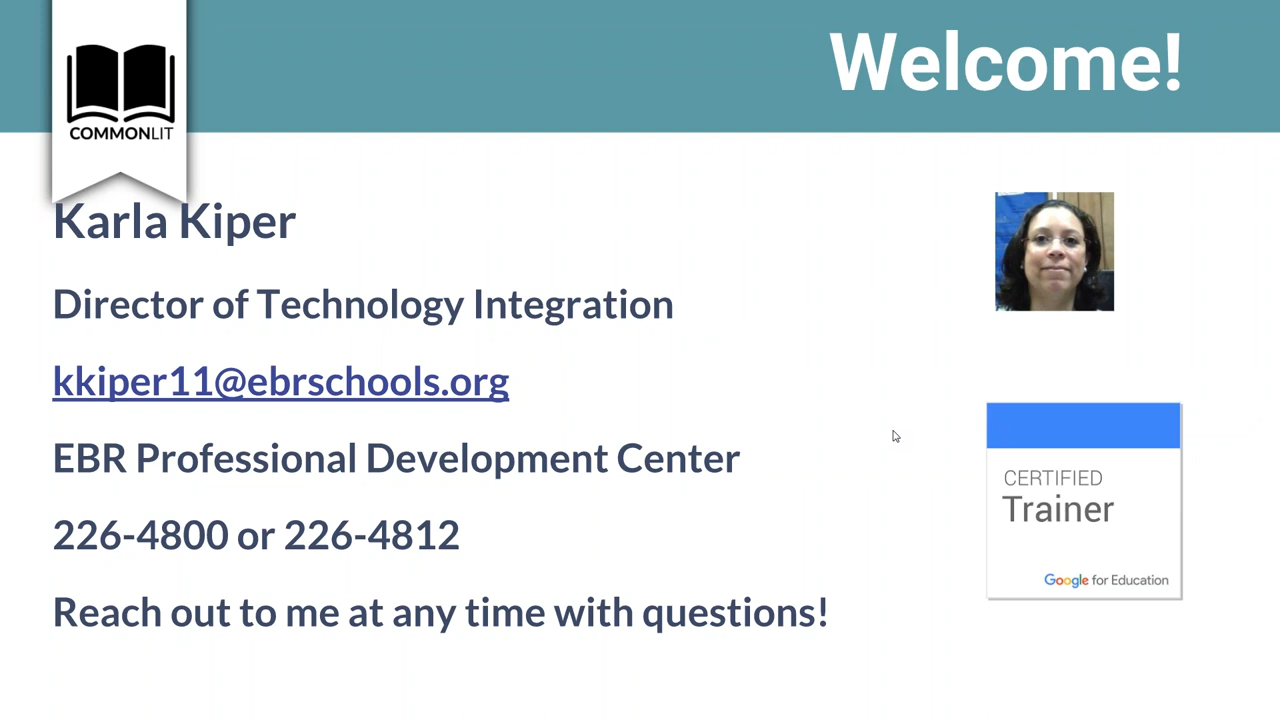 COMMONLIT
Welcome!
Karla Kiper
Director of Technology Integration
kkiper11@ebrschools.org
EBR Professional Development Center
226-4800 or 226-4812
Reach out to me at any time with questions!
CERTIFIED
Trainer
Google for Education